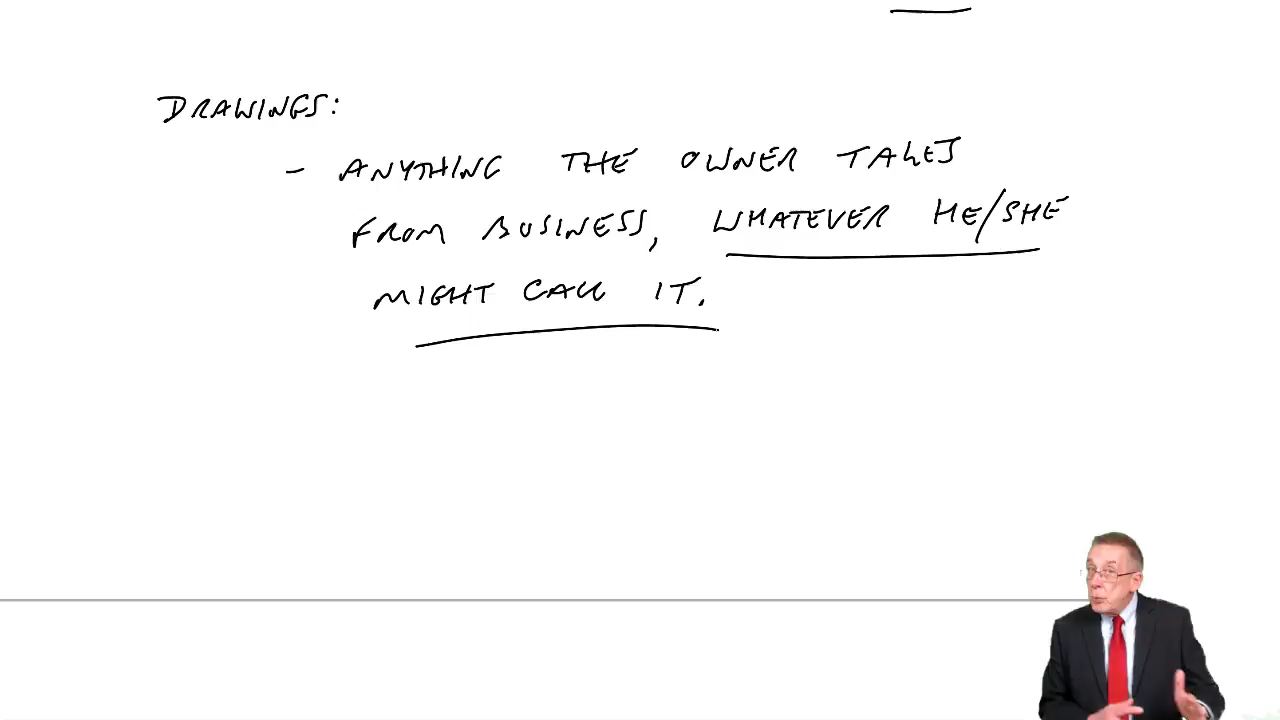 DRAWINGS:
- ANYTHING THE OWNER TAKES
FROM BUSINESS, WHATEVER HE/SHE
MIGHT CALL IT.